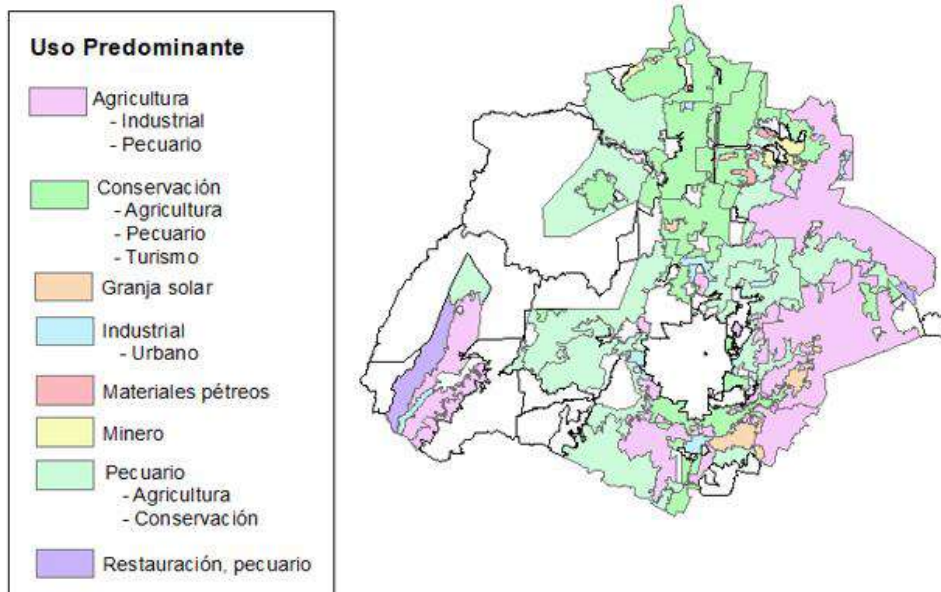 Uso Predominante
Agricultura
- Industrial
- Pecuario
Conservación
- Agricultura
- Pecuario
- Turismo
Granja solar
Industrial
- Urbano
Materiales pétreos
Minero
Pecuario
- Agricultura
- Conservación
Restauración, pecuario